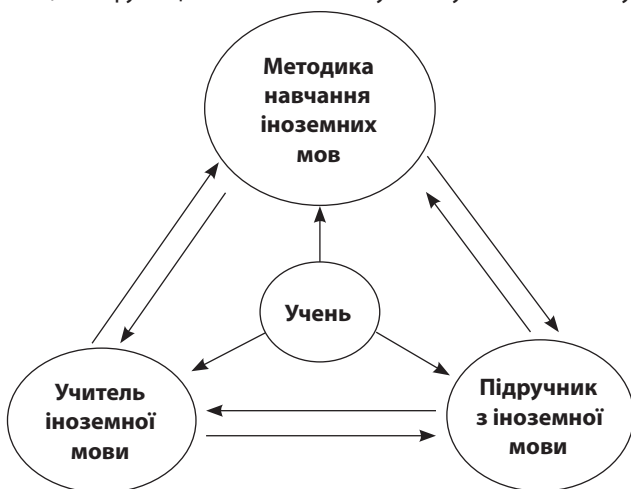 Методика
навчання
іноземних
мов
Учень
Учитель
іноземної
мови
Підручник
з іноземної
мови